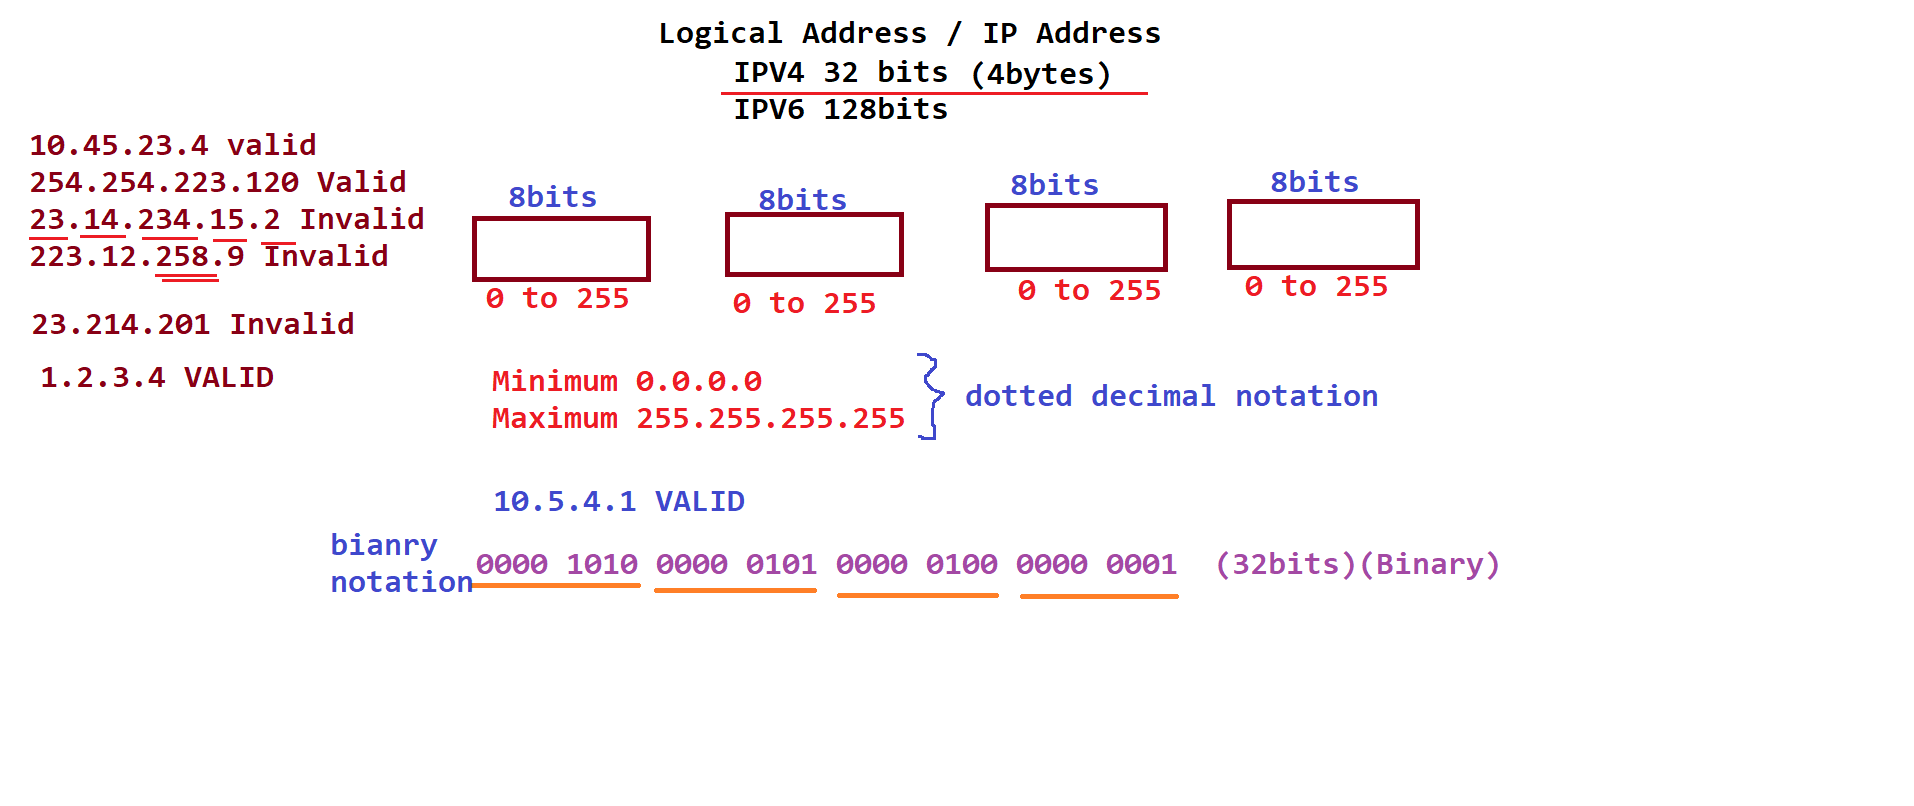 Logical Address / IP Address
IPV4 32 bits (4bytes)
IPV6 128bits
10.45.23.4 valid
254.254.223.120 Valid
23.14.234.15.2 Invalid
223.12.258.9 Invalid
23.214.201 Invalid
1.2.3.4 VALID
8bits 8bits 8bits 8bits
0 to 255 0 to 255 0 to 255 0 to 255
Minimum 0.0.0.0
Maximum 255.255.255.255
dotted decimal notation
10.5.4.1 VALID
bianry
notation
0000 1010 0000 0101 0000 0100 0000 0001 (32bits)(Binary)